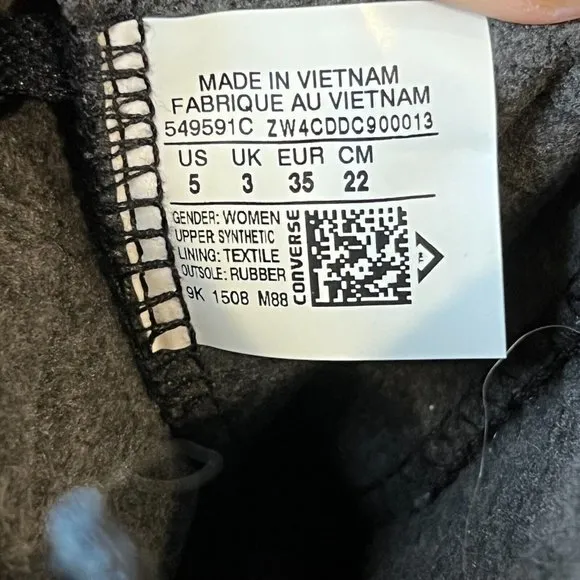 MADE IN VIETNAM
FABRIQUE AU VIETNAM
549591C ZW4CDDC900013
US UK EUR CM
5 3 35 22
GENDER: WOMEN
UPPER: SYNTHETIC
LINING: TEXTILE
OUTSOLE: RUBBER
9K 1508 M88
CONVERSE